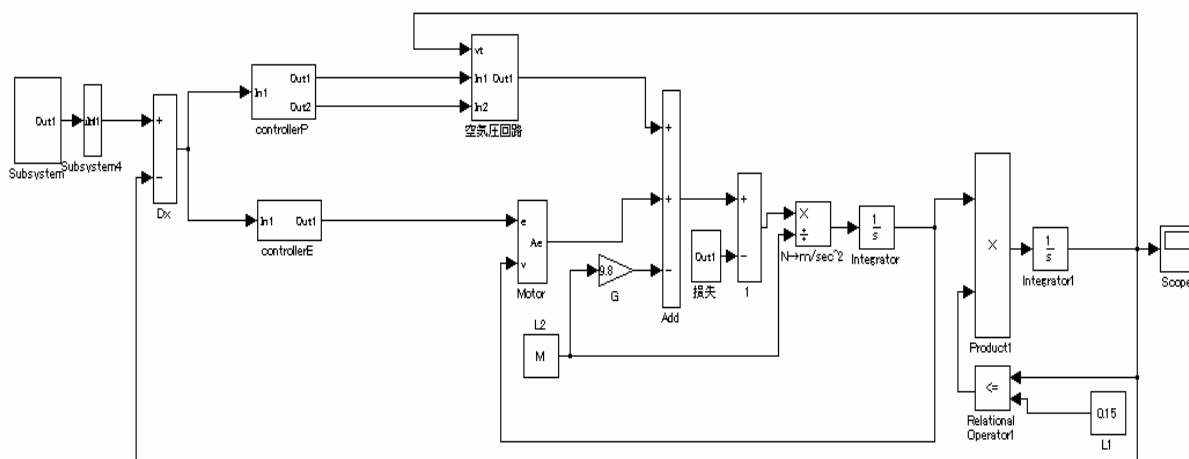 Out1
Subsystem
Subsystem4
+
−
Dx
In1
Out1
Out2
controllerP
In1
Out1
controllerE
vt
In1
Out1
In2
空気圧回路
e
Ae
v
Motor
L2
M
9.8
G
+
+
−
Add
Out1
損失
+
−
1
×
÷
N→m/sec^2
1
s
Integrator
×
Product1
1
s
Integrator1
Scope
<=
Relational
Operator1
0.15
L1